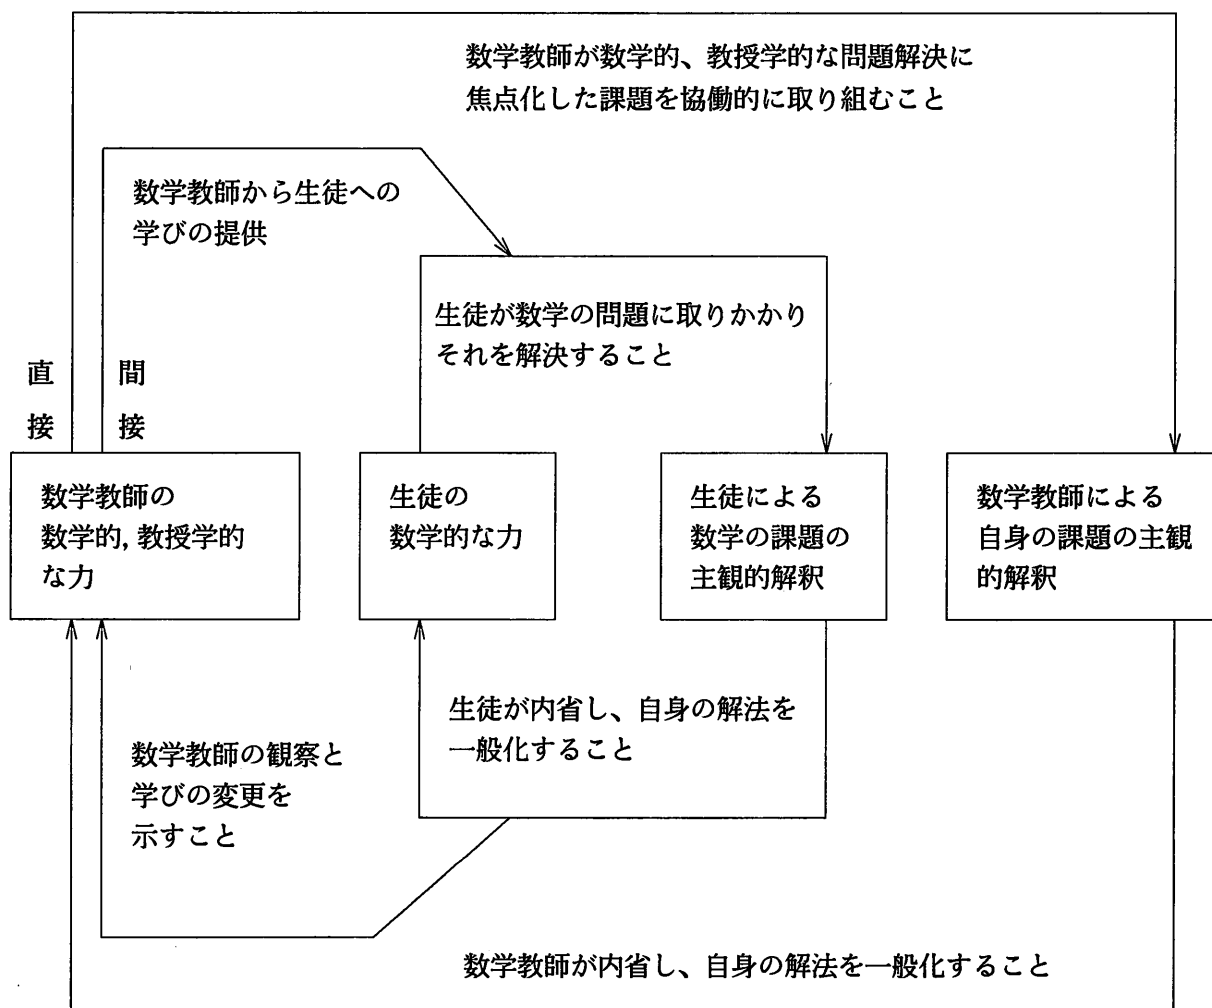 数学教師が数学的、教授学的な問題解決に
焦点化した課題を協働的に取り組むこと
数学教師から生徒への
学びの提供
生徒が数学の問題に取りかかり
それを解決すること
直接
間接
数学教師の
数学的, 教授学的
な力
生徒の
数学的な力
生徒による
数学の課題の
主観的解釈
数学教師による
自身の課題の主観
的解釈
生徒が内省し、自身の解法を
一般化すること
数学教師の観察と
学びの変更を
示すこと
数学教師が内省し、自身の解法を一般化すること